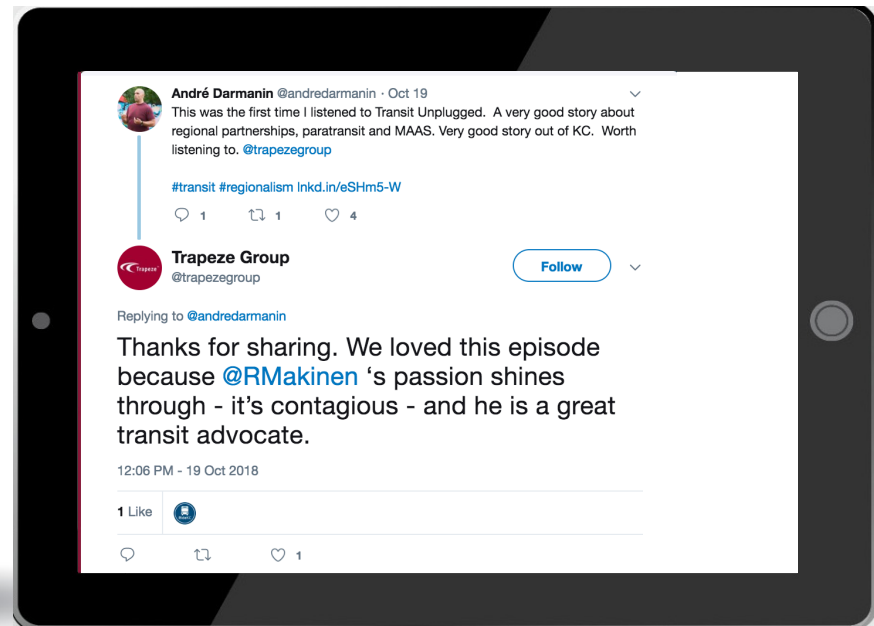 André Darmanin @andredarmanin · Oct 19
This was the first time I listened to Transit Unplugged.  A very good story about
regional partnerships, paratransit and MAAS. Very good story out of KC.  Worth
listening to. @trapezegroup
#transit #regionalism lnkd.in/eSHm5-W
1 1 4
Trapeze
Trapeze Group
@trapezegroup
Follow
Replying to @andredarmanin
Thanks for sharing. We loved this episode
because @RMakinen ‘s passion shines
through - it’s contagious - and he is a great
transit advocate.
12:06 PM - 19 Oct 2018
1 Like
1